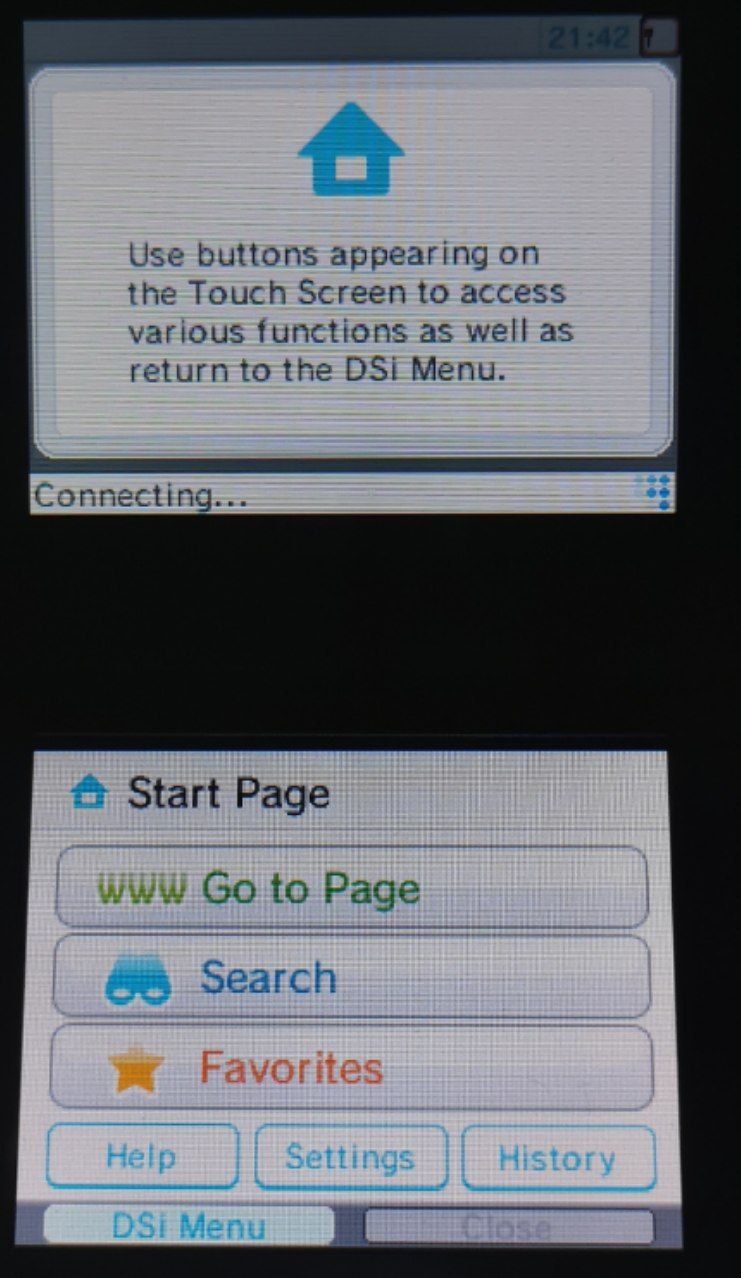 21:42
Use buttons appearing on
the Touch Screen to access
various functions as well as
return to the DSi Menu.
Connecting...
Start Page
WWW Go to Page
Search
Favorites
Help Settings History
DSi Menu Close